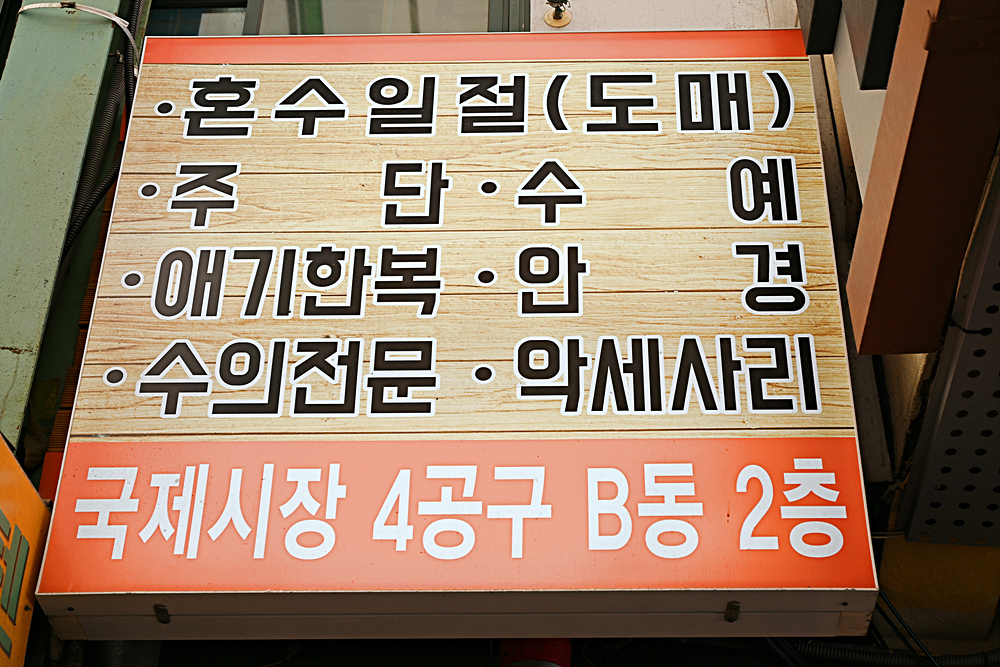 ·혼수일절(도매)
·주 단 ·수 예
·애기한복 ·안 경
·수의전문 ·악세사리
국제시장 4공구 B동 2층